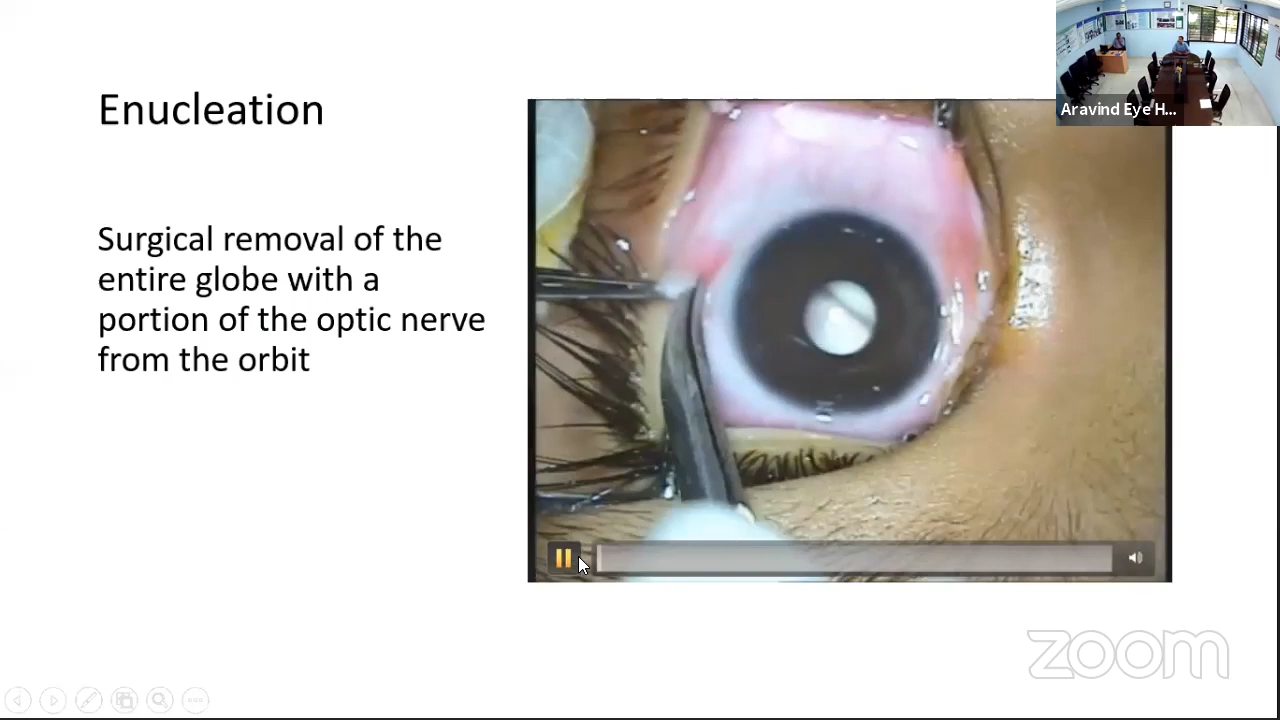 Enucleation
Surgical removal of the
entire globe with a
portion of the optic nerve
from the orbit
Aravind Eye H...
zoom